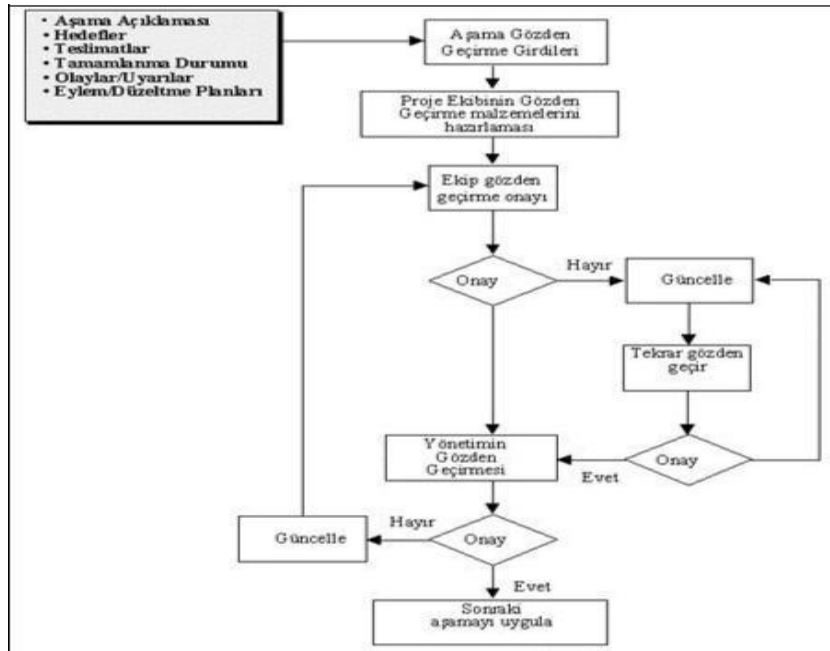 • Aşama Açıklaması
• Hedefler
• Teslimatlar
• Tamamlanma Durumu
• Olaylar/Uyarılar
• Eylem/Düzeltme Planları
Aşama Gözden
Geçirme Girdileri
Proje Ekibinin Gözden
Geçirme malzemelerini
hazırlaması
Ekip gözden
geçirme onayı
Onay
Hayır
Güncelle
Tekrar gözden
geçir
Onay
Evet
Yönetimin
Gözden
Geçirmesi
Onay
Hayır
Güncelle
Evet
Sonraki
aşamayı uygula